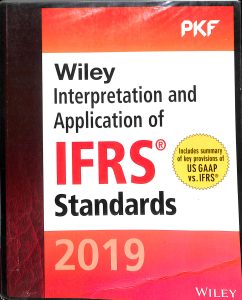 PKF
Wiley
Interpretation and
Application of
IFRS®
Standards
Includes summary
of key provisions of
US GAAP
vs. IFRS®
2019
WILEY